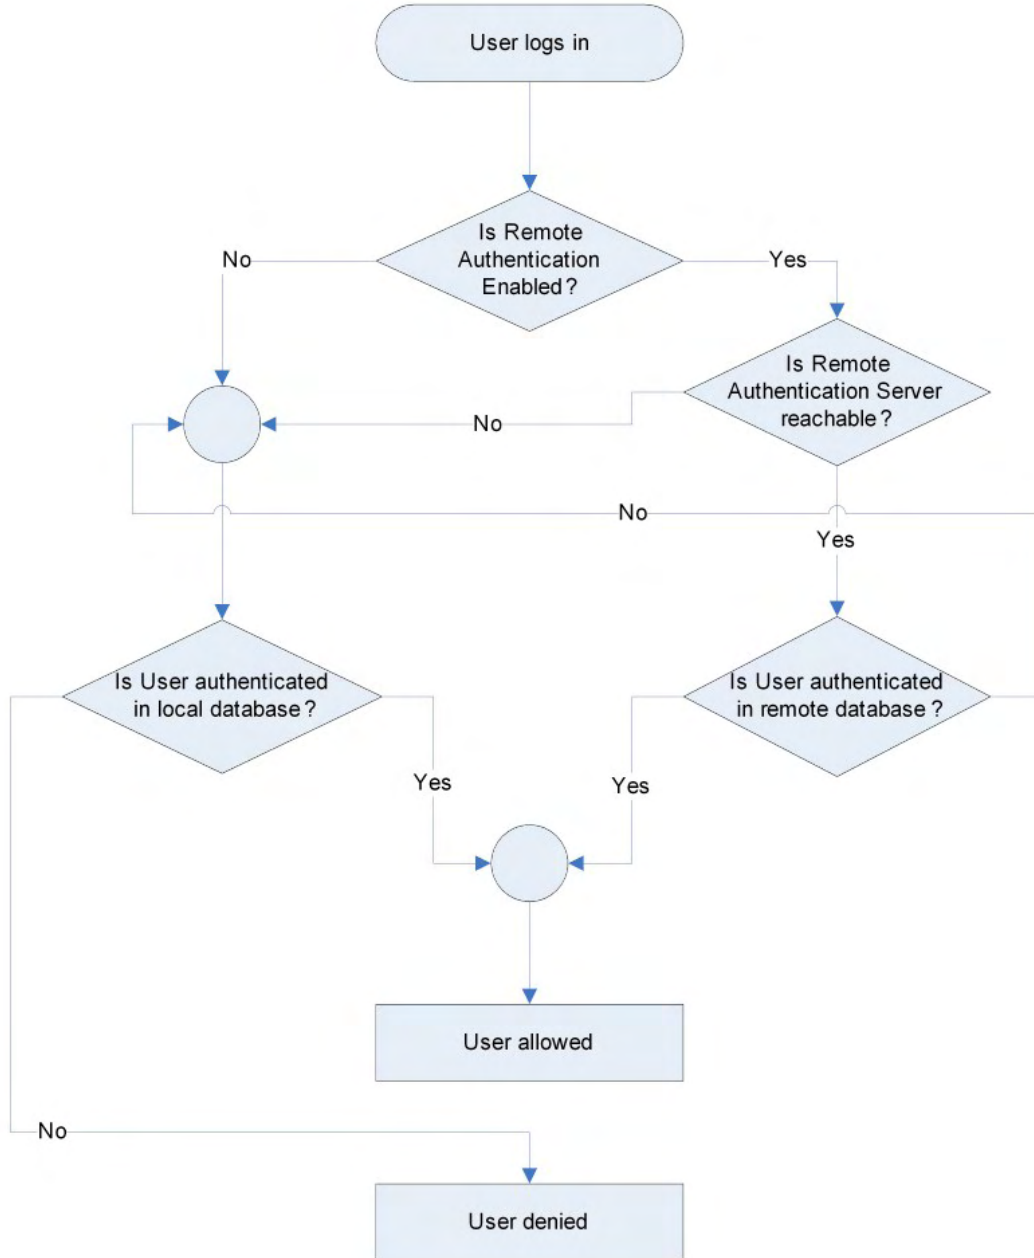 User logs in
Is Remote
Authentication
Enabled?
No
Yes
Is Remote
Authentication Server
reachable?
No
No
Yes
Is User authenticated
in local database?
Is User authenticated
in remote database?
Yes
Yes
User allowed
No
User denied